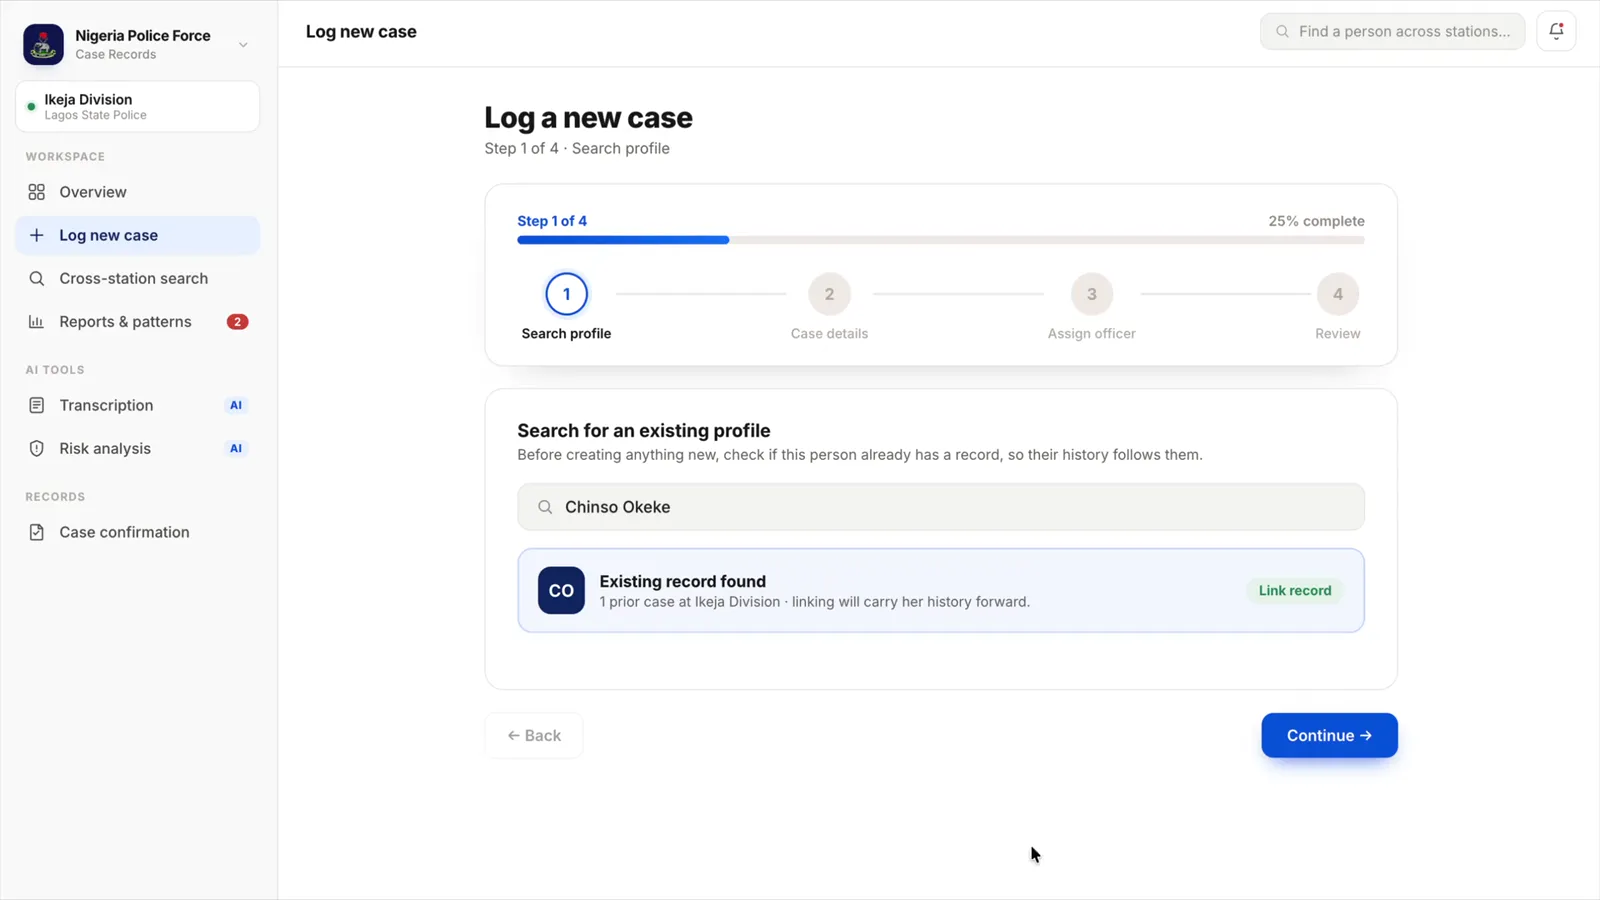 Nigeria Police Force
Case Records
Ikeja Division
Lagos State Police
WORKSPACE
Overview
Log new case
Cross-station search
Reports & patterns 2
AI TOOLS
Transcription AI
Risk analysis AI
RECORDS
Case confirmation
Log new case
Find a person across stations...
Log a new case
Step 1 of 4 · Search profile
Step 1 of 4 25% complete
1 2 3 4
Search profile Case details Assign officer Review
Search for an existing profile
Before creating anything new, check if this person already has a record, so their history follows them.
Chinso Okeke
CO
Existing record found
1 prior case at Ikeja Division · linking will carry her history forward.
Link record
← Back
Continue →